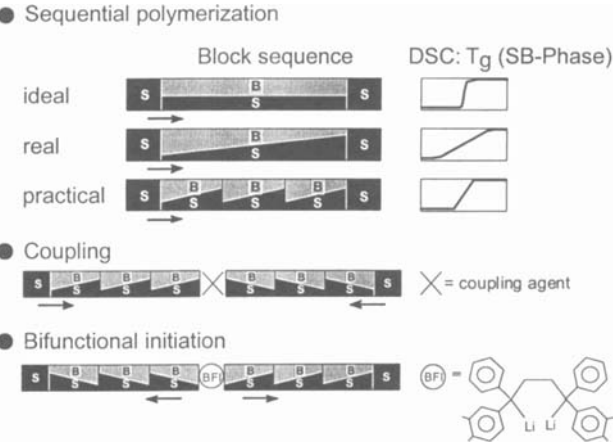 ● Sequential polymerization
Block sequence DSC: Tg (SB-Phase)
ideal S B S S
real S B S S
practical S B B B S S S S
● Coupling
S B B B B B B S
S S S S S S
X = coupling agent
● Bifunctional initiation
S B B B BFI B B B S
S S S S S S
BFI =
Li Li